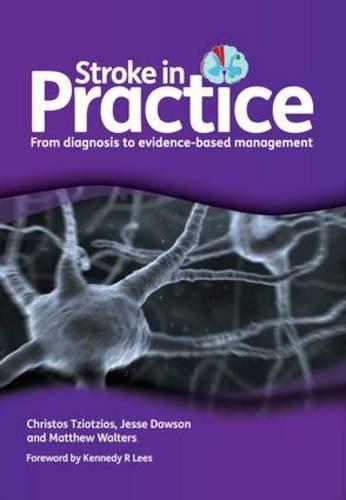 Stroke in
Practice
From diagnosis to evidence-based management
Christos Tziotzios, Jesse Dawson
and Matthew Walters
Foreword by Kennedy R Lees